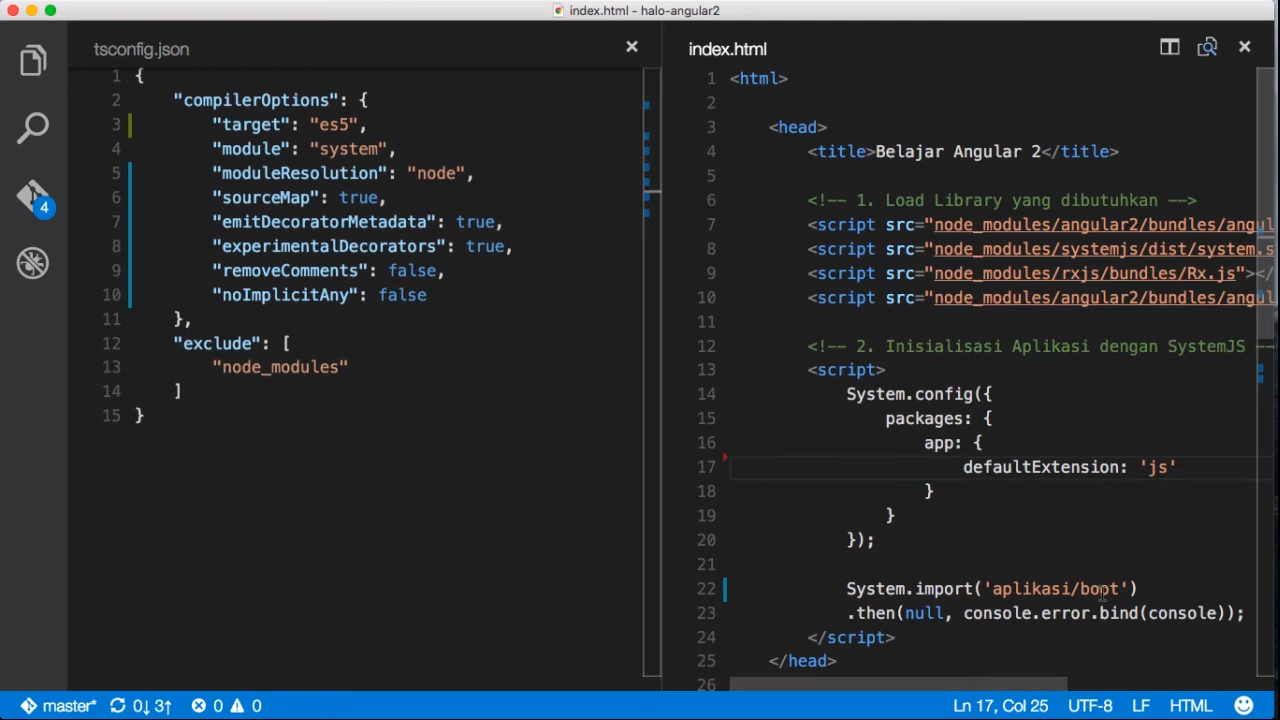 index.html - halo-angular2
tsconfig.json
1 {
2 "compilerOptions": {
3 "target": "es5",
4 "module": "system",
5 "moduleResolution": "node",
6 "sourceMap": true,
7 "emitDecoratorMetadata": true,
8 "experimentalDecorators": true,
9 "removeComments": false,
10 "noImplicitAny": false
11 },
12 "exclude": [
13 "node_modules"
14 ]
15 }
index.html
1 <html>
2
3 <head>
4 <title>Belajar Angular 2</title>
5
6 <!-- 1. Load Library yang dibutuhkan -->
7 <script src="node_modules/angular2/bundles/angul
8 <script src="node_modules/systemjs/dist/system.s
9 <script src="node_modules/rxjs/bundles/Rx.js"></
10 <script src="node_modules/angular2/bundles/angul
11
12 <!-- 2. Inisialisasi Aplikasi dengan SystemJS --
13 <script>
14 System.config({
15 packages: {
16 app: {
17 defaultExtension: 'js'
18 }
19 }
20 });
21
22 System.import('aplikasi/boot')
23 .then(null, console.error.bind(console));
24 </script>
25 </head>
26
4
master* 0↓ 3↑ 0 0
Ln 17, Col 25 UTF-8 LF HTML